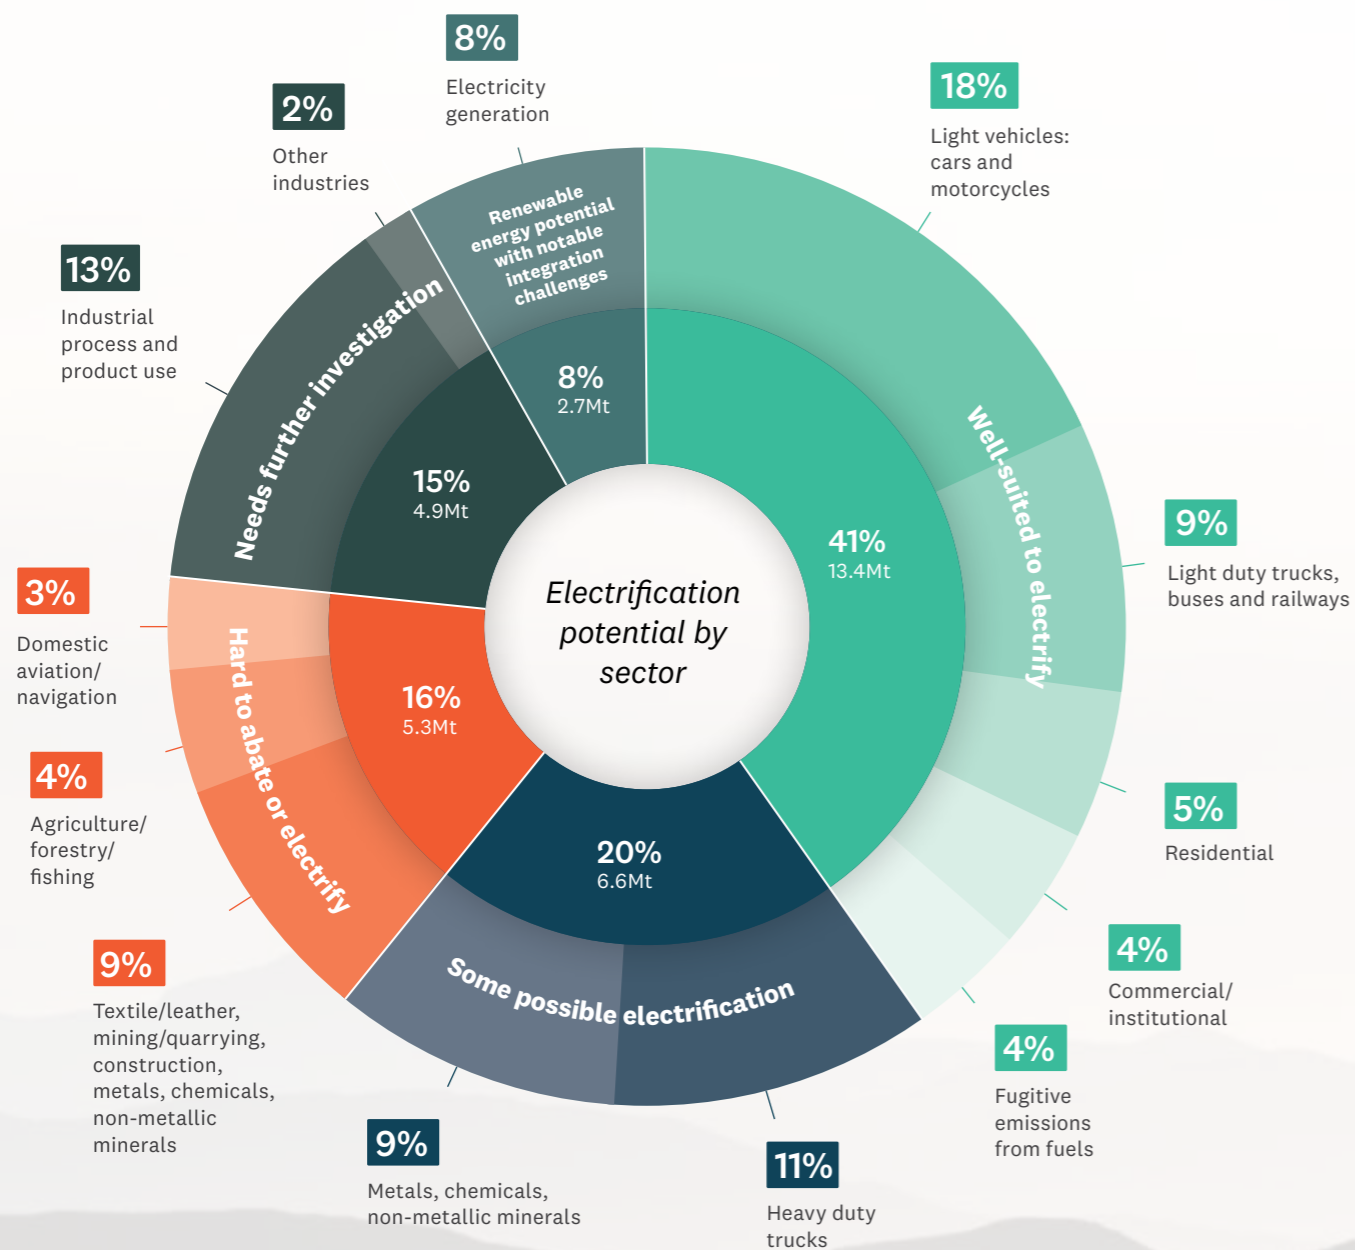 8%
Electricity
generation
18%
Light vehicles:
cars and
motorcycles
2%
Other
industries
13%
Industrial
process and
product use
Renewable
energy potential
with notable
integration
challenges
Needs further investigation
Well-suited to electrify
8%
2.7Mt
15%
4.9Mt
41%
13.4Mt
9%
Light duty trucks,
buses and railways
3%
Domestic
aviation/
navigation
Electrification
potential by
sector
Hard to abate or electrify
16%
5.3Mt
4%
Agriculture/
forestry/
fishing
5%
Residential
20%
6.6Mt
Some possible electrification
9%
Textile/leather,
mining/quarrying,
construction,
metals, chemicals,
non-metallic
minerals
4%
Commercial/
institutional
4%
Fugitive
emissions
from fuels
9%
Metals, chemicals,
non-metallic minerals
11%
Heavy duty
trucks